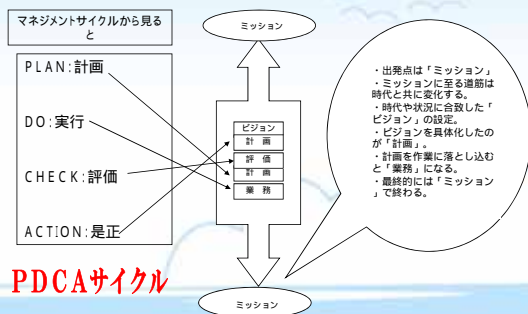 マネジメントサイクルから見る
と
PLAN:計画
DO:実行
CHECK:評価
ACTION:是正
PDCAサイクル
ミッション
ビジョン
計 画
評 価
計 画
業 務
ミッション
・出発点は「ミッション」
・ミッションに至る道筋は
時代と共に変化する。
・時代や状況に合致した「
ビジョン」の設定。
・ビジョンを具体化したの
が「計画」。
・計画を作業に落とし込む
と「業務」になる。
・最終的には「ミッション
」で終わる。